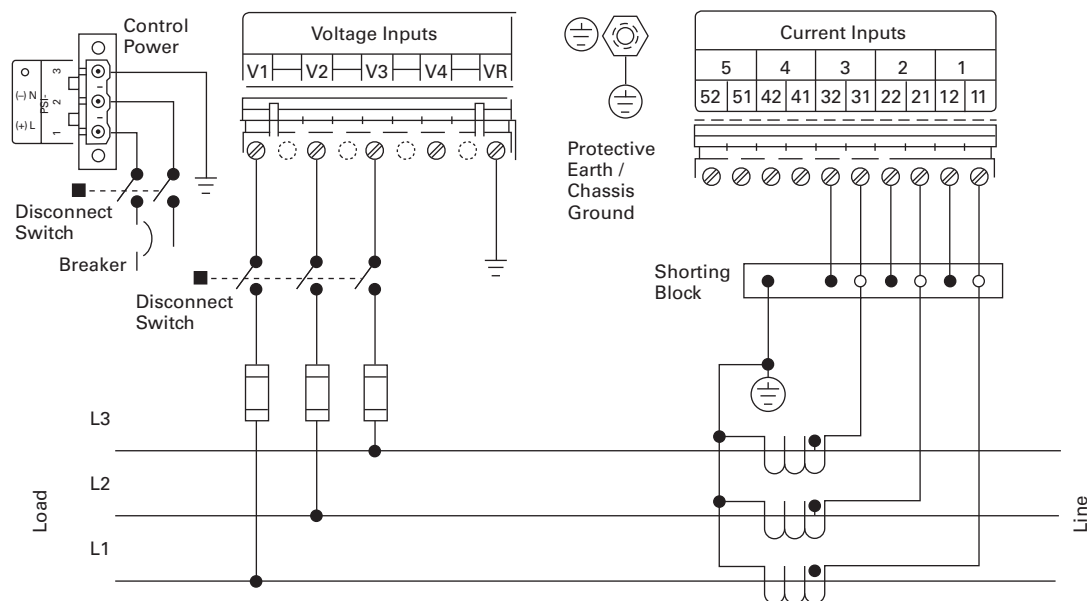 Control
Power
3
2
1
PS1-
(–) N
(+) L
Disconnect
Switch
Breaker
Voltage Inputs
V1 V2 V3 V4 VR
Disconnect
Switch
Protective
Earth /
Chassis
Ground
Current Inputs
5 4 3 2 1
52 51 42 41 32 31 22 21 12 11
Shorting
Block
L3
L2
L1
Load
Line